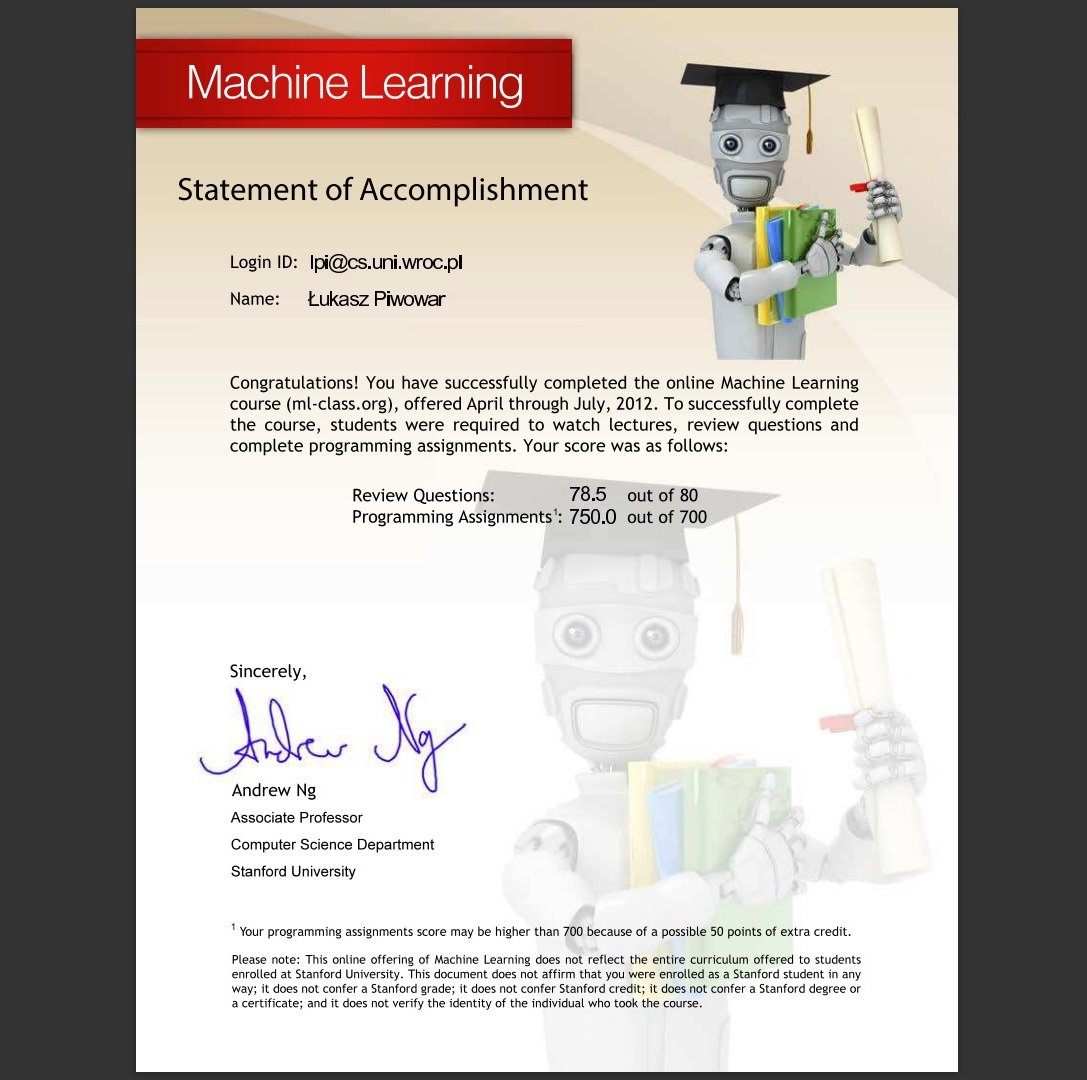 Machine Learning
Statement of Accomplishment
Login ID: lpi@cs.uni.wroc.pl
Name: Łukasz Piwowar
Congratulations! You have successfully completed the online Machine Learning
course (ml-class.org), offered April through July, 2012. To successfully complete
the course, students were required to watch lectures, review questions and
complete programming assignments. Your score was as follows:
Review Questions: 78.5 out of 80
Programming Assignments¹: 750.0 out of 700
Sincerely,
Andrew Ng
Andrew Ng
Associate Professor
Computer Science Department
Stanford University
¹ Your programming assignments score may be higher than 700 because of a possible 50 points of extra credit.
Please note: This online offering of Machine Learning does not reflect the entire curriculum offered to students
enrolled at Stanford University. This document does not affirm that you were enrolled as a Stanford student in any
way; it does not confer a Stanford grade; it does not confer Stanford credit; it does not confer a Stanford degree or
a certificate; and it does not verify the identity of the individual who took the course.